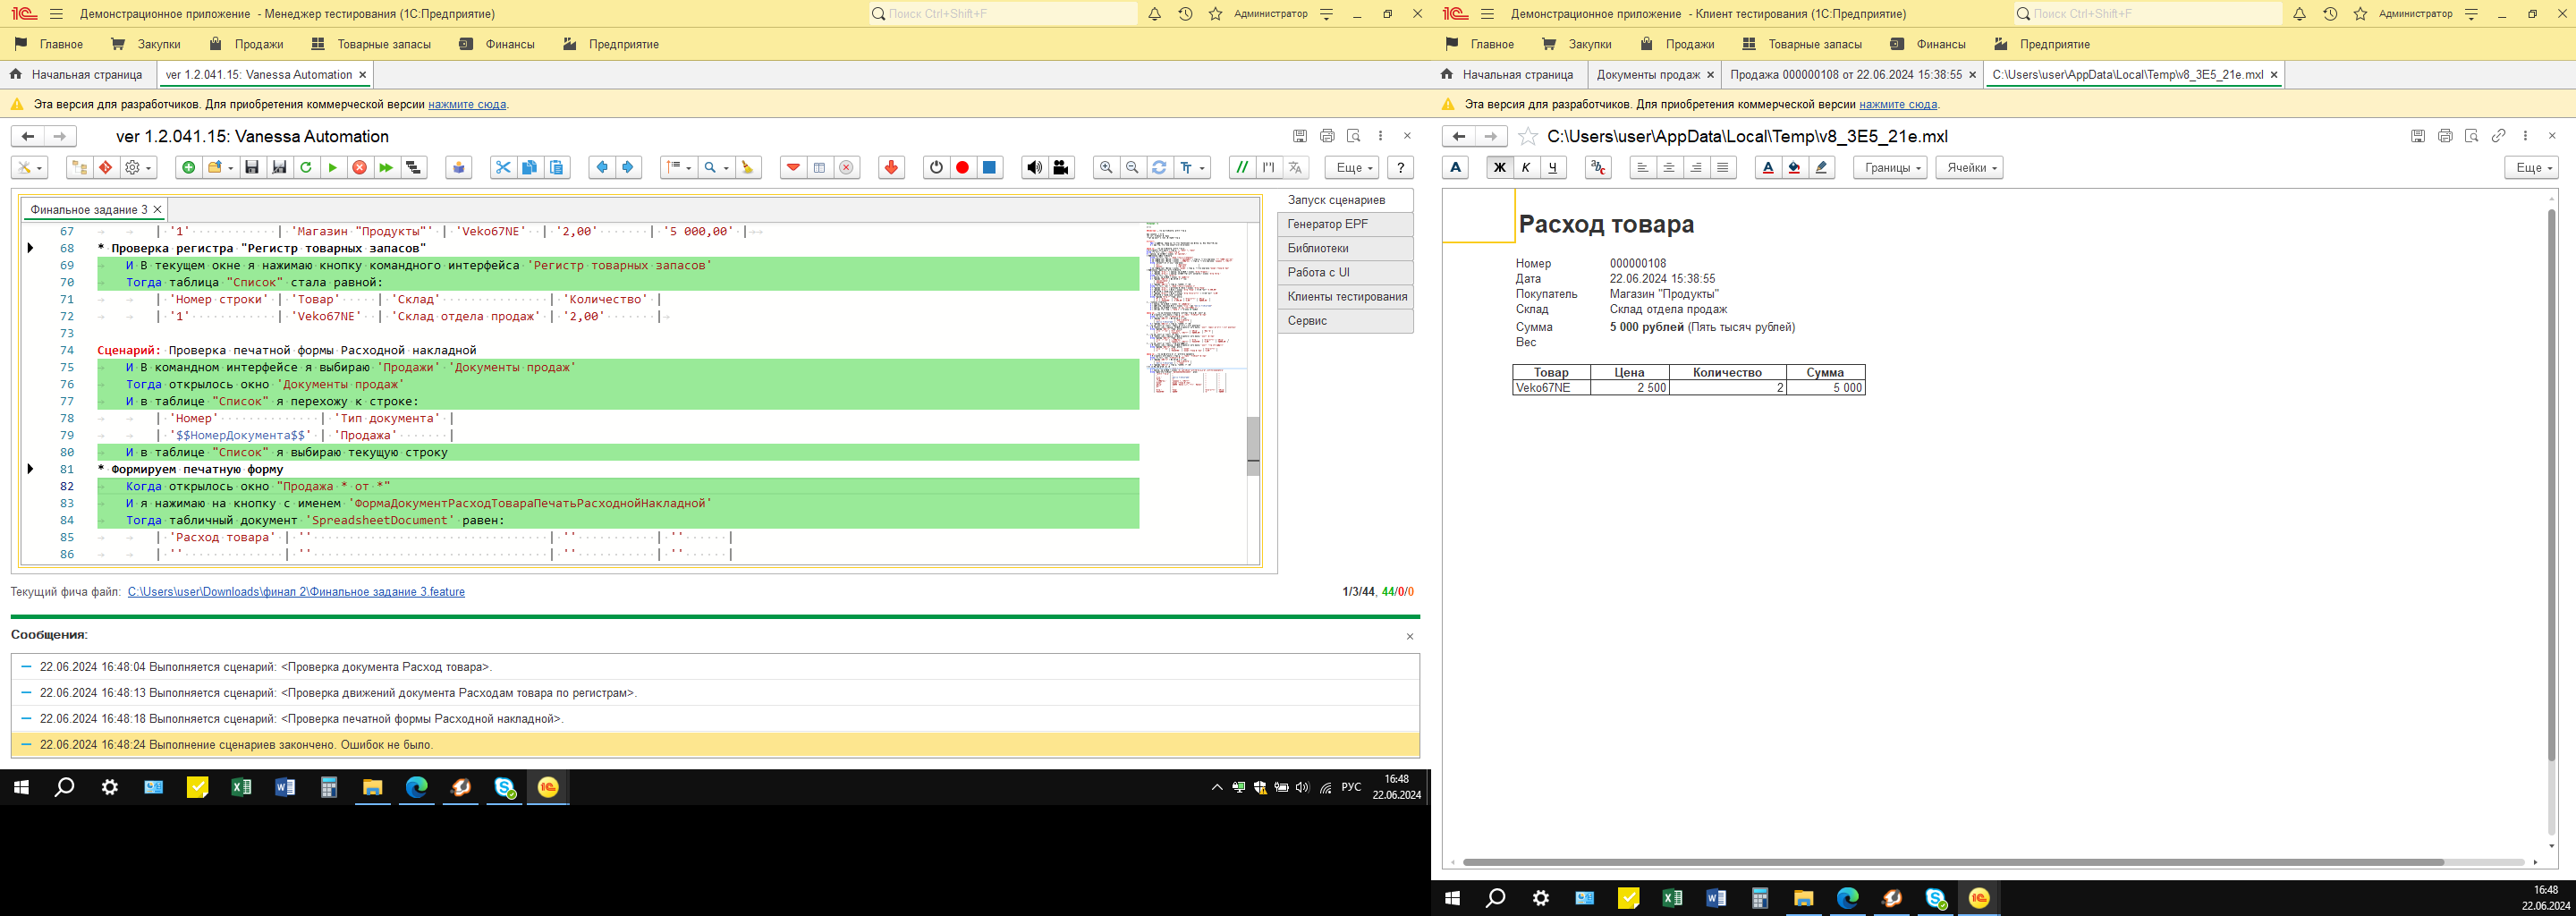 Демонстрационное приложение - Менеджер тестирования (1С:Предприятие)
Поиск Ctrl+Shift+F
Администратор
Главное
Закупки
Продажи
Товарные запасы
Финансы
Предприятие
Начальная страница
ver 1.2.041.15: Vanessa Automation
Эта версия для разработчиков. Для приобретения коммерческой версии нажмите сюда.
ver 1.2.041.15: Vanessa Automation
Еще
?
Финальное задание 3
67 | '1' | 'Магазин "Продукты"' | 'Veko67NE' | '2,00' | '5 000,00' |
68 * Проверка регистра "Регистр товарных запасов"
69 И В текущем окне я нажимаю кнопку командного интерфейса 'Регистр товарных запасов'
70 Тогда таблица "Список" стала равной:
71 | 'Номер строки' | 'Товар' | 'Склад' | 'Количество' |
72 | '1' | 'Veko67NE' | 'Склад отдела продаж' | '2,00' |
73
74 Сценарий: Проверка печатной формы Расходной накладной
75 И В командном интерфейсе я выбираю 'Продажи' 'Документы продаж'
76 Тогда открылось окно 'Документы продаж'
77 И в таблице "Список" я перехожу к строке:
78 | 'Номер' | 'Тип документа' |
79 | '$$НомерДокумента$$' | 'Продажа' |
80 И в таблице "Список" я выбираю текущую строку
81 * Формируем печатную форму
82 Когда открылось окно "Продажа * от *"
83 И я нажимаю на кнопку с именем 'ФормаДокументРасходТовараПечатьРасходнойНакладной'
84 Тогда табличный документ 'SpreadsheetDocument' равен:
85 | 'Расход товара' | '' | '' | '' |
86 | '' | '' | '' | '' |
Запуск сценариев
Генератор EPF
Библиотеки
Работа с UI
Клиенты тестирования
Сервис
Текущий фича файл: C:\Users\user\Downloads\финал 2\Финальное задание 3.feature
1/3/44, 44/0/0
Сообщения:
22.06.2024 16:48:04 Выполняется сценарий: <Проверка документа Расход товара>.
22.06.2024 16:48:13 Выполняется сценарий: <Проверка движений документа Расходам товара по регистрам>.
22.06.2024 16:48:18 Выполняется сценарий: <Проверка печатной формы Расходной накладной>.
22.06.2024 16:48:24 Выполнение сценариев закончено. Ошибок не было.
РУС
16:48
22.06.2024
Демонстрационное приложение - Клиент тестирования (1С:Предприятие)
Поиск Ctrl+Shift+F
Администратор
Главное
Закупки
Продажи
Товарные запасы
Финансы
Предприятие
Начальная страница
Документы продаж
Продажа 000000108 от 22.06.2024 15:38:55
C:\Users\user\AppData\Local\Temp\v8_3E5_21e.mxl
Эта версия для разработчиков. Для приобретения коммерческой версии нажмите сюда.
C:\Users\user\AppData\Local\Temp\v8_3E5_21e.mxl
А
Ж К Ч
Границы
Ячейки
Еще
Расход товара
Номер 000000108
Дата 22.06.2024 15:38:55
Покупатель Магазин "Продукты"
Склад Склад отдела продаж
Сумма 5 000 рублей (Пять тысяч рублей)
Вес
Товар Цена Количество Сумма
Veko67NE 2 500 2 5 000
16:48
22.06.2024